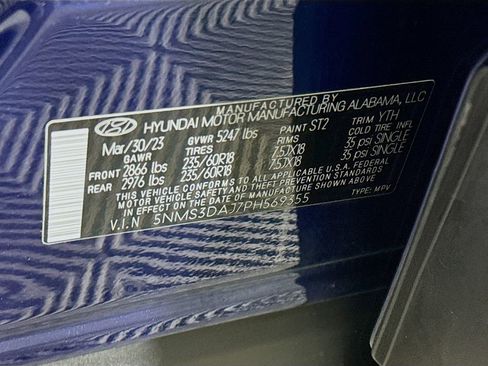 MANUFACTURED BY
HYUNDAI MOTOR MANUFACTURING ALABAMA, LLC
Mar/30/23 GVWR 5247 lbs PAINT ST2 TRIM YTH
GAWR TIRES RIMS COLD TIRE INFL.
FRONT 2866 lbs 235/60R18 7.5JX18 35 psi SINGLE
REAR 2976 lbs 235/60R18 7.5JX18 35 psi SINGLE
THIS VEHICLE CONFORMS TO ALL APPLICABLE U.S.A. FEDERAL
MOTOR VEHICLE SAFETY STANDARDS IN EFFECT ON THE DATE OF
MANUFACTURE SHOWN ABOVE.
V.I.N 5NMS3DAJ7PH569355 TYPE: MPV